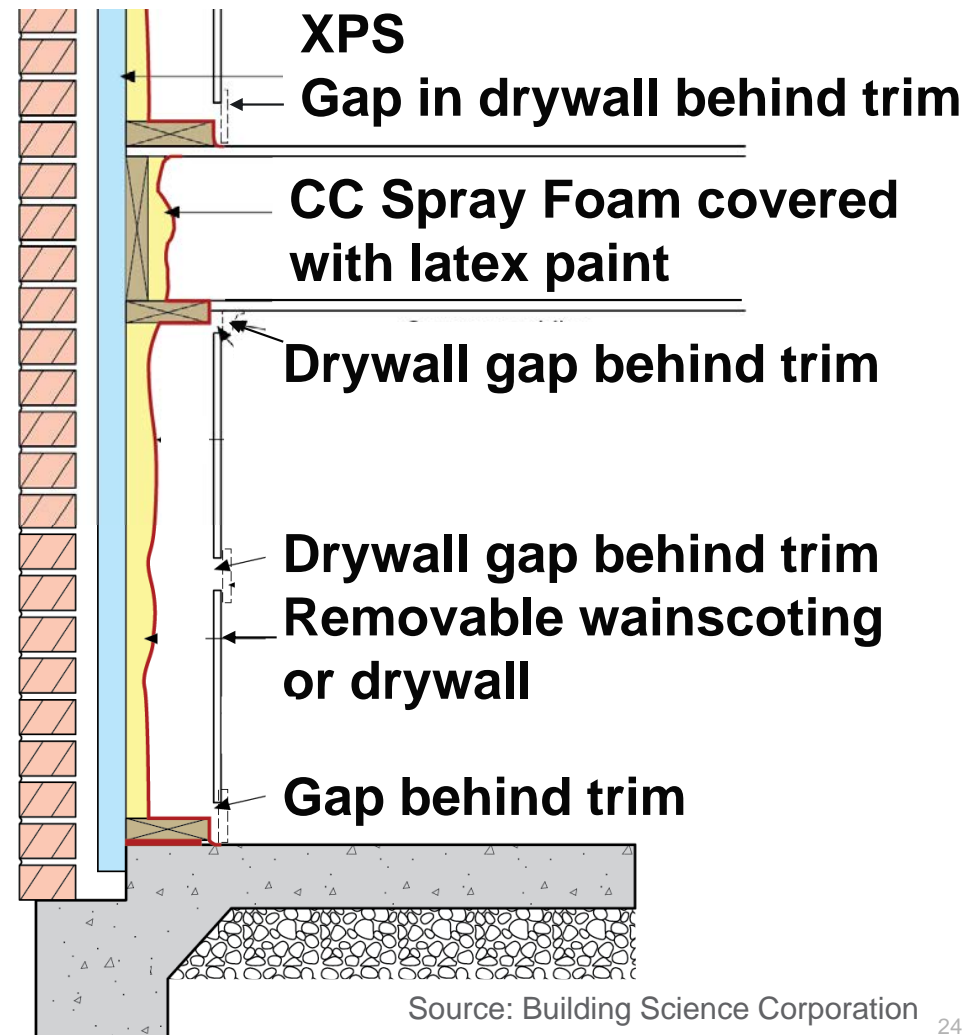 XPS
Gap in drywall behind trim
CC Spray Foam covered
with latex paint
Drywall gap behind trim
Drywall gap behind trim
Removable wainscoting
or drywall
Gap behind trim
Source: Building Science Corporation
24